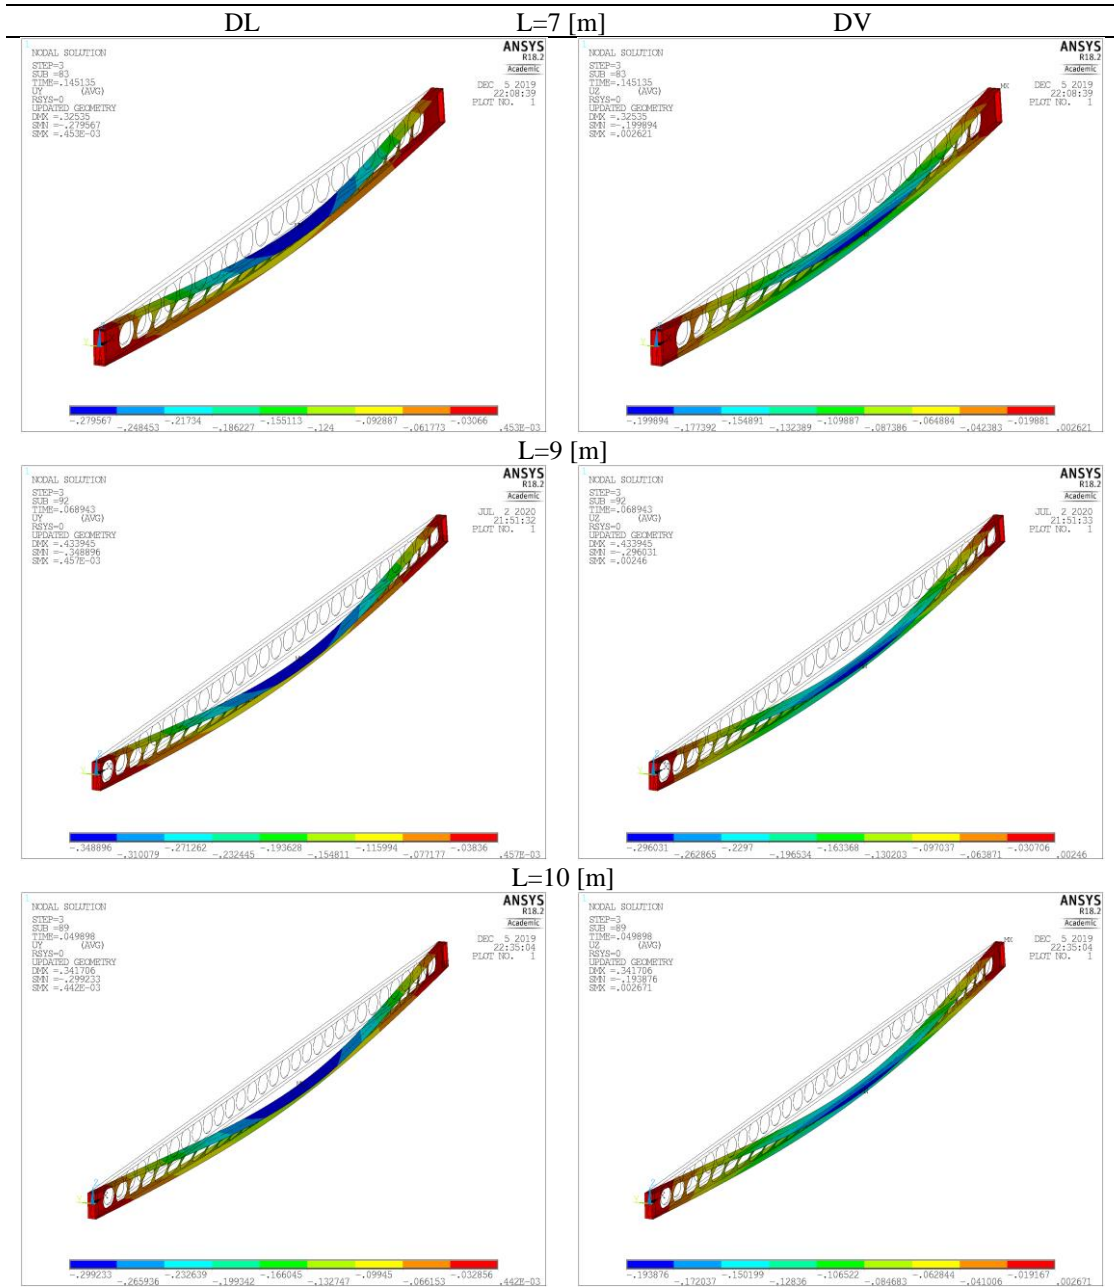 DL L=7 [m] DV
1
NODAL SOLUTION
STEP=3
SUB =83
TIME=.145135
UY (AVG)
RSYS=0
UPDATED GEOMETRY
DMX =.32535
SMN =-.279567
SMX =.453E-03
ANSYS
R18.2
Academic
DEC 5 2019
22:08:39
PLOT NO. 1
-.279567 -.21734 -.155113 -.092887 -.03066
-.248453 -.186227 -.124 -.061773 .453E-03
1
NODAL SOLUTION
STEP=3
SUB =83
TIME=.145135
UZ (AVG)
RSYS=0
UPDATED GEOMETRY
DMX =.32535
SMN =-.199894
SMX =.002621
ANSYS
R18.2
Academic
DEC 5 2019
22:08:39
PLOT NO. 1
MX
-.199894 -.154891 -.109887 -.064884 -.019881
-.177392 -.132389 -.087386 -.042383 .002621
L=9 [m]
1
NODAL SOLUTION
STEP=3
SUB =92
TIME=.068943
UY (AVG)
RSYS=0
UPDATED GEOMETRY
DMX =.433945
SMN =-.348896
SMX =.457E-03
ANSYS
R18.2
Academic
JUL 2 2020
21:51:32
PLOT NO. 1
-.348896 -.271262 -.193628 -.115994 -.03836
-.310079 -.232445 -.154811 -.077177 .457E-03
1
NODAL SOLUTION
STEP=3
SUB =92
TIME=.068943
UZ (AVG)
RSYS=0
UPDATED GEOMETRY
DMX =.433945
SMN =-.296031
SMX =.00246
ANSYS
R18.2
Academic
JUL 2 2020
21:51:33
PLOT NO. 1
-.296031 -.2297 -.163368 -.097037 -.030706
-.262865 -.196534 -.130203 -.063871 .00246
L=10 [m]
1
NODAL SOLUTION
STEP=3
SUB =89
TIME=.049898
UY (AVG)
RSYS=0
UPDATED GEOMETRY
DMX =.341706
SMN =-.299233
SMX =.442E-03
ANSYS
R18.2
Academic
DEC 5 2019
22:35:04
PLOT NO. 1
-.299233 -.232639 -.166045 -.09945 -.032856
-.265936 -.199342 -.132747 -.066153 .442E-03
1
NODAL SOLUTION
STEP=3
SUB =89
TIME=.049898
UZ (AVG)
RSYS=0
UPDATED GEOMETRY
DMX =.341706
SMN =-.193876
SMX =.002671
ANSYS
R18.2
Academic
DEC 5 2019
22:35:04
PLOT NO. 1
MX
-.193876 -.150199 -.106522 -.062844 -.019167
-.172037 -.12836 -.084683 -.041006 .002671